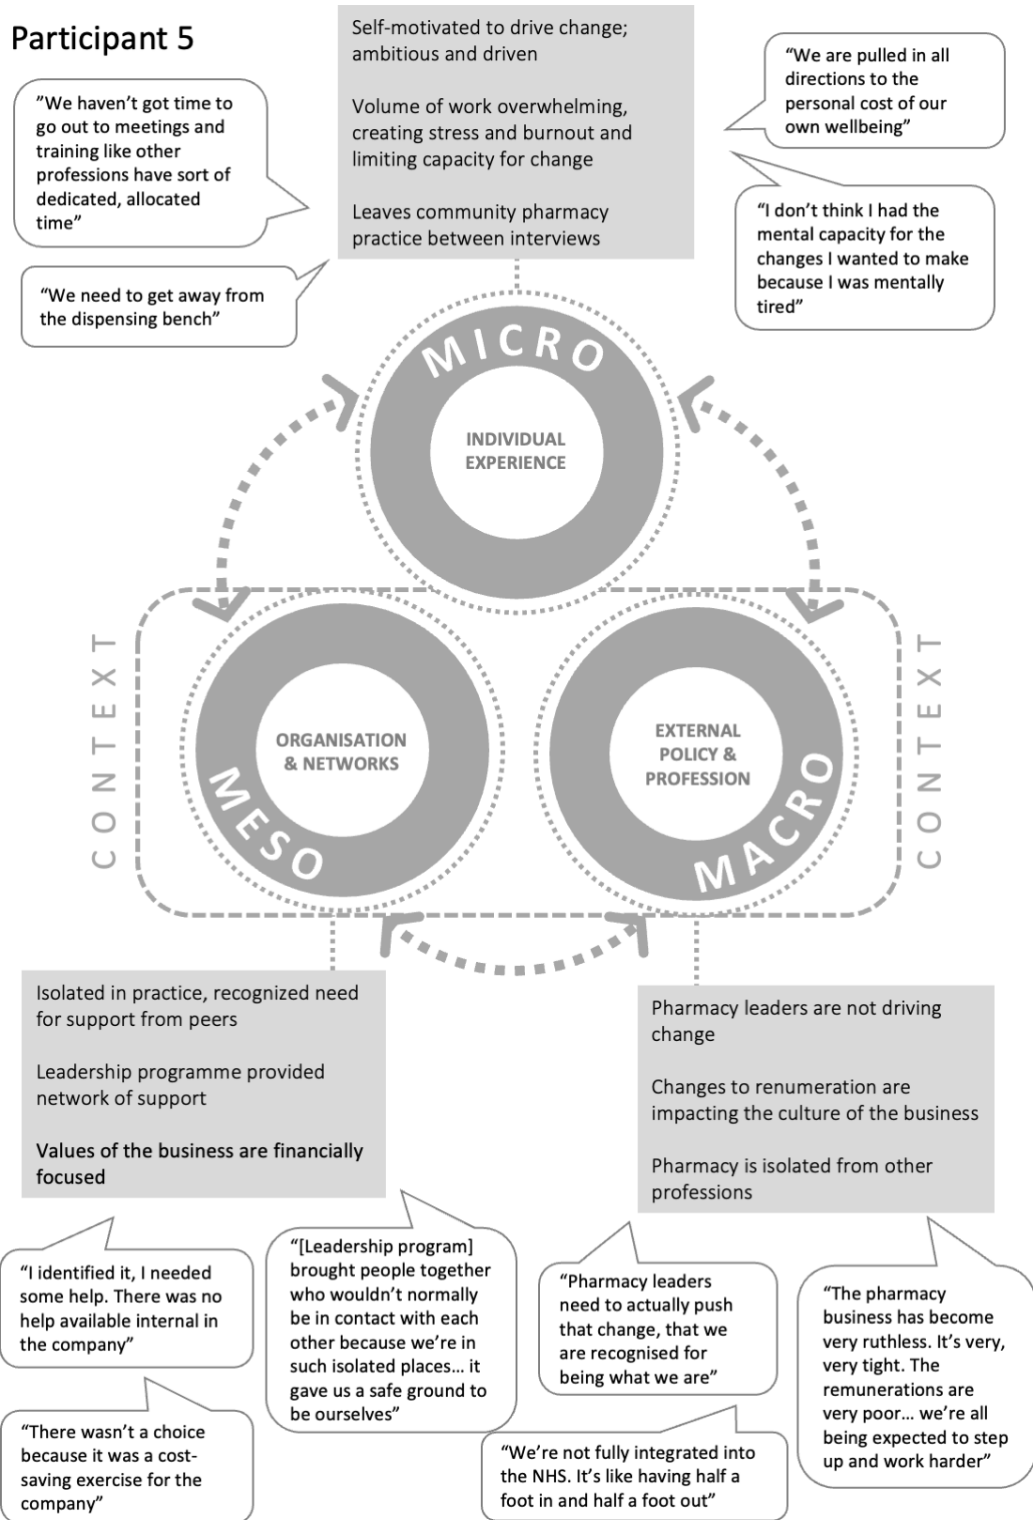 Participant 5
Self-motivated to drive change;
ambitious and driven
Volume of work overwhelming,
creating stress and burnout and
limiting capacity for change
Leaves community pharmacy
practice between interviews
”We haven’t got time to
go out to meetings and
training like other
professions have sort of
dedicated, allocated
time”
“We need to get away from
the dispensing bench”
“We are pulled in all
directions to the
personal cost of our
own wellbeing”
“I don’t think I had the
mental capacity for the
changes I wanted to make
because I was mentally
tired”
MICRO
INDIVIDUAL
EXPERIENCE
CONTEXT
ORGANISATION
& NETWORKS
MESO
EXTERNAL
POLICY &
PROFESSION
MACRO
CONTEXT
Isolated in practice, recognized need
for support from peers
Leadership programme provided
network of support
Values of the business are financially
focused
Pharmacy leaders are not driving
change
Changes to renumeration are
impacting the culture of the business
Pharmacy is isolated from other
professions
“I identified it, I needed
some help. There was no
help available internal in
the company”
“There wasn’t a choice
because it was a cost-
saving exercise for the
company”
“[Leadership program]
brought people together
who wouldn’t normally
be in contact with each
other because we’re in
such isolated places… it
gave us a safe ground to
be ourselves”
“Pharmacy leaders
need to actually push
that change, that we
are recognised for
being what we are”
“We’re not fully integrated into
the NHS. It’s like having half a
foot in and half a foot out”
“The pharmacy
business has become
very ruthless. It’s very,
very tight. The
remunerations are
very poor… we’re all
being expected to step
up and work harder”